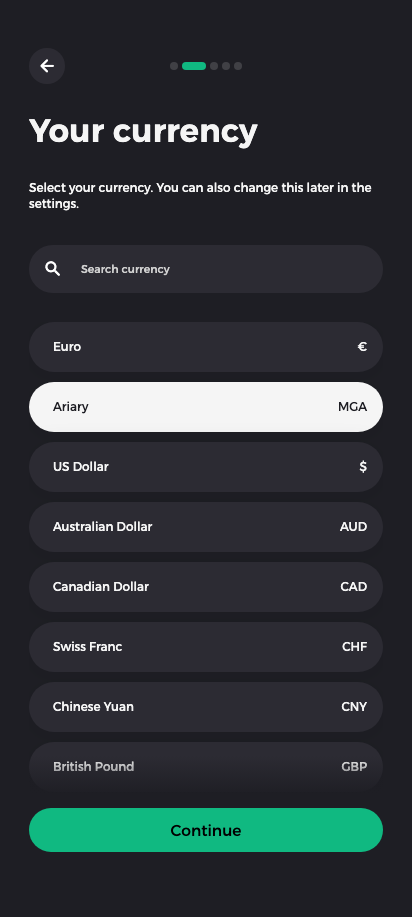 Your currency
Select your currency. You can also change this later in the
settings.
Search currency
Euro €
Ariary MGA
US Dollar $
Australian Dollar AUD
Canadian Dollar CAD
Swiss Franc CHF
Chinese Yuan CNY
British Pound GBP
Continue